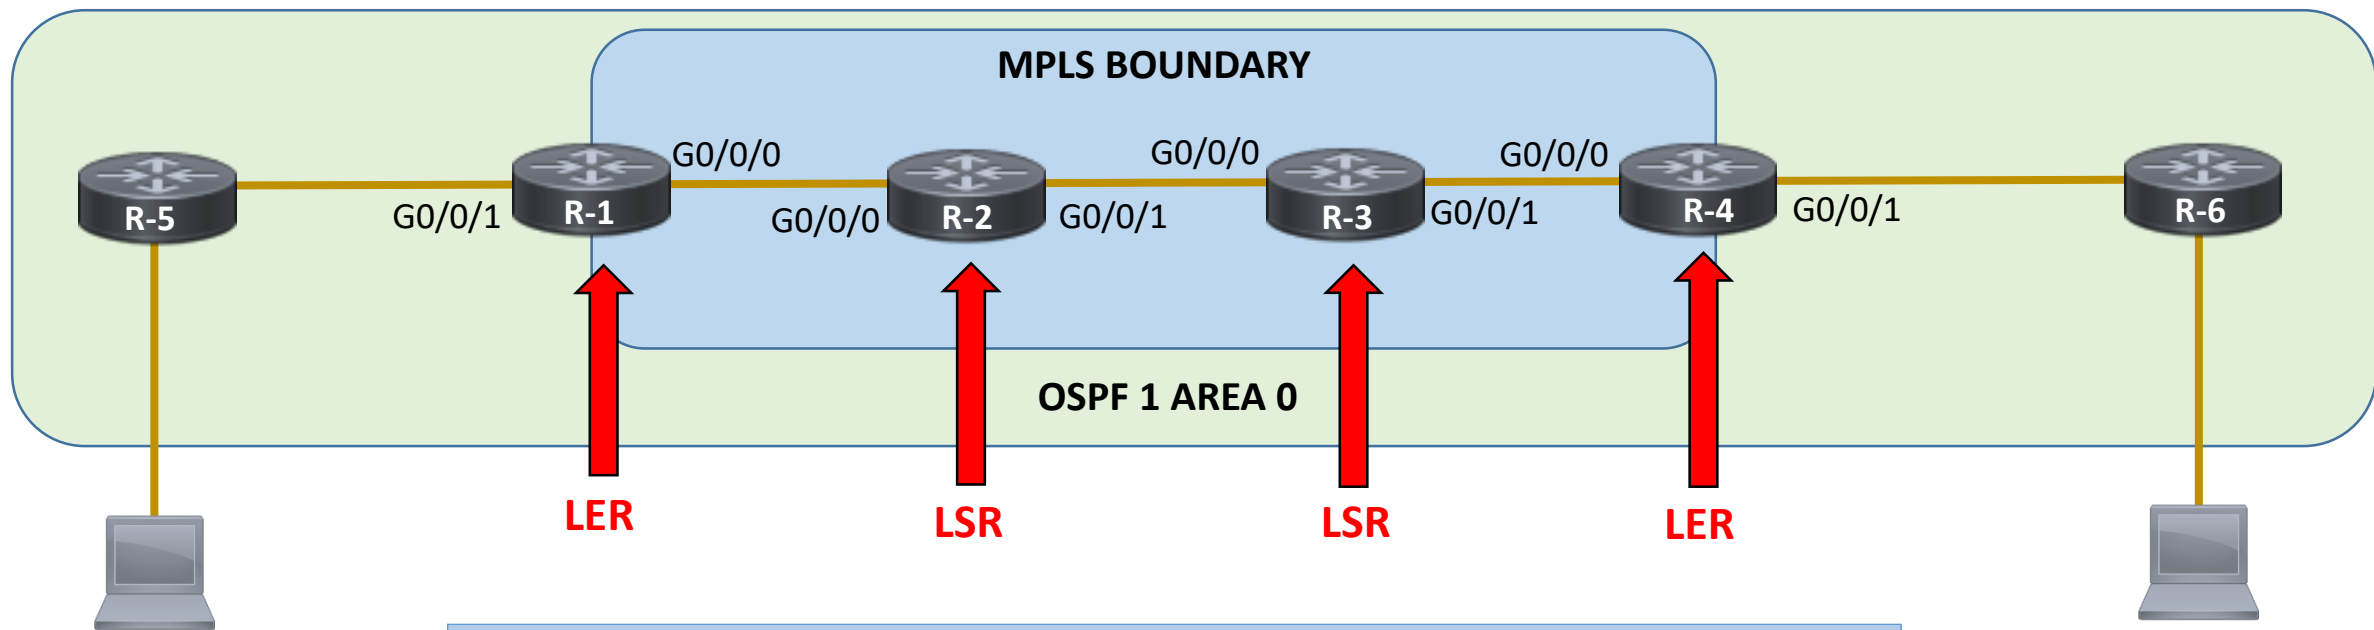 MPLS BOUNDARY
G0/0/0
G0/0/0
G0/0/0
R-5
G0/0/1
R-1
G0/0/0
R-2
G0/0/1
R-3
G0/0/1
R-4
G0/0/1
R-6
OSPF 1 AREA 0
LER
LSR
LSR
LER